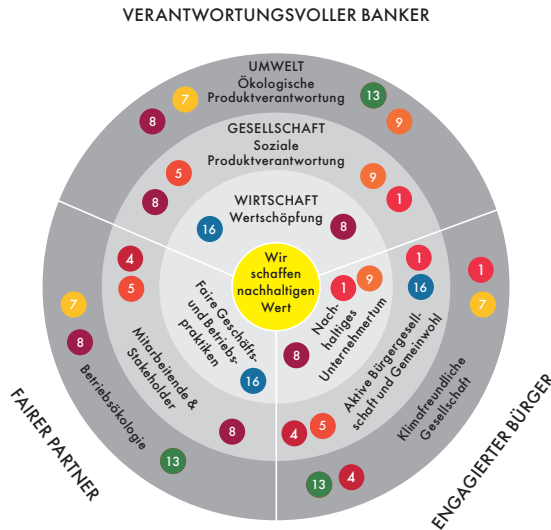 VERANTWORTUNGSVOLLER BANKER
UMWELT
Ökologische
Produktverantwortung
13
7
8
9
GESELLSCHAFT
Soziale
Produktverantwortung
5
9
8
1
WIRTSCHAFT
Wertschöpfung
16
8
Wir
schaffen
nachhaltigen
Wert
4
5
7
8
Faire Geschäfts-
und Betriebs-
praktiken
16
Mitarbeitende &
Stakeholder
8
Betriebsökologie
13
FAIRER PARTNER
1
9
8
Nach-
haltiges
Unternehmertum
1
16
Aktive Bürgergesell-
schaft und Gemeinwohl
4
5
1
7
Klimafreundliche
Gesellschaft
13
4
ENGAGIERTER BÜRGER